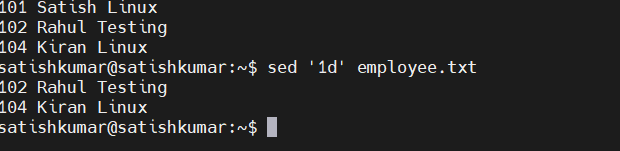 101 Satish Linux
102 Rahul Testing
104 Kiran Linux
satishkumar@satishkumar:~$ sed '1d' employee.txt
102 Rahul Testing
104 Kiran Linux
satishkumar@satishkumar:~$